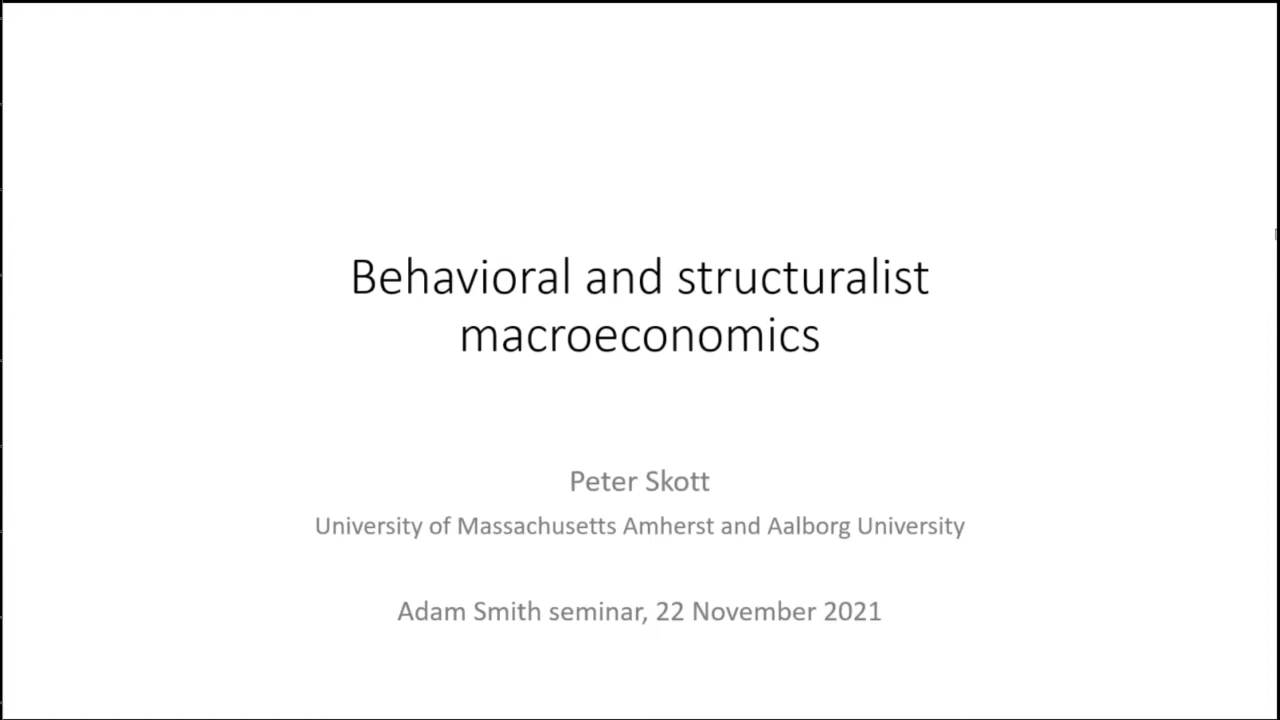 Behavioral and structuralist
macroeconomics
Peter Skott
University of Massachusetts Amherst and Aalborg University
Adam Smith seminar, 22 November 2021